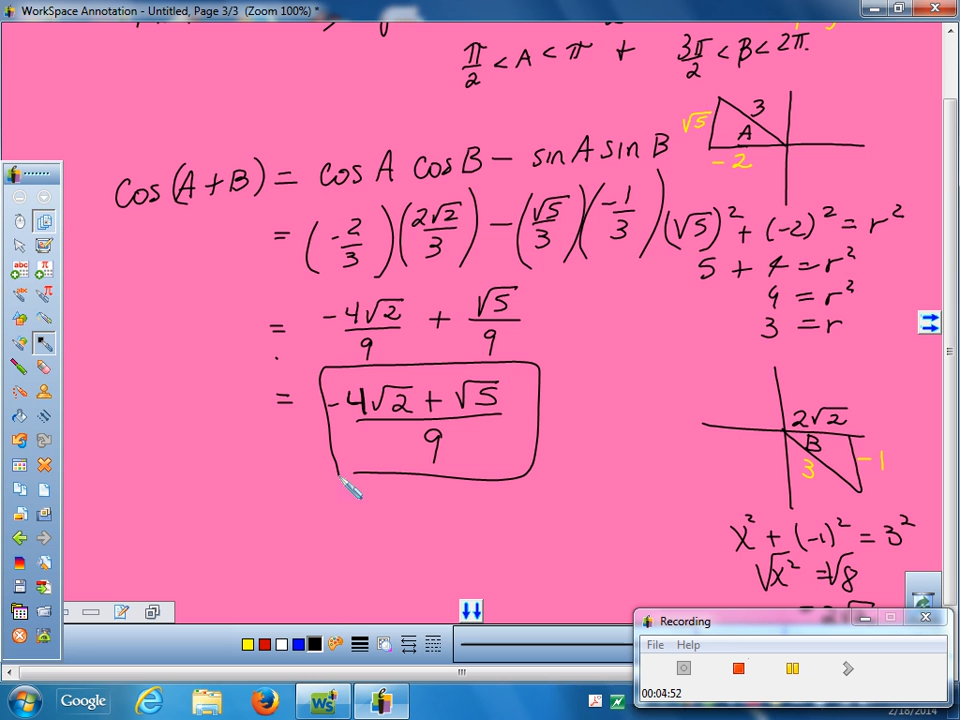 WorkSpace Annotation - Untitled, Page 3/3 (Zoom 100%) *
π/2 < A < π + 3π/2 < B < 2π.
√5 3 A -2
cos(A+B) = cos A cos B - sin A sin B
= (-2/3)(2√2/3) - (√5/3)(-1/3)
(√5)² + (-2)² = r²
5 + 4 = r²
9 = r²
3 = r
= -4√2/9 + √5/9
= -4√2 + √5/9
2√2
B
3 -1
x² + (-1)² = 3²
√x² = √8
Recording
File Help
00:04:52
Google
2/18/2014